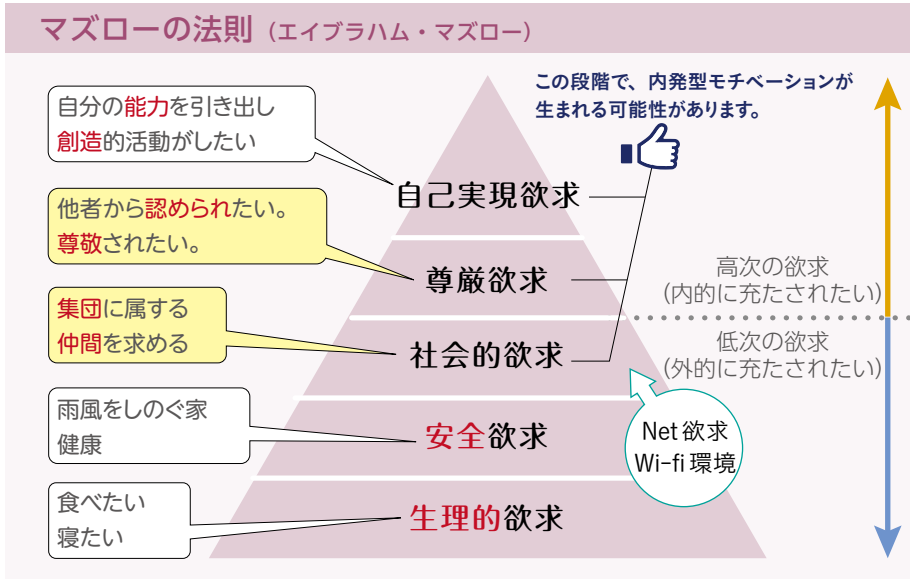 マズローの法則（エイブラハム・マズロー）
この段階で、内発型モチベーションが
生まれる可能性があります。
自分の能力を引き出し
創造的活動がしたい
自己実現欲求
他者から認められたい。
尊敬されたい。
尊厳欲求
高次の欲求
(内的に充たされたい)
集団に属する
仲間を求める
社会的欲求
低次の欲求
(外的に充たされたい)
雨風をしのぐ家
健康
安全欲求
Net欲求
Wi-fi環境
食べたい
寝たい
生理的欲求